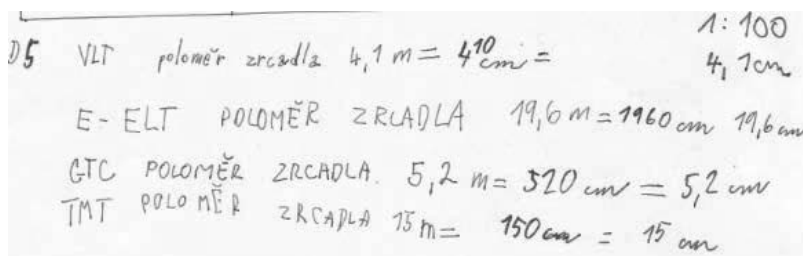 1:100
D5 VLT poloměr zrcadla 4,1 m = 410 cm = 4,1 cm
E-ELT POLOMĚR ZRCADLA 19,6 m = 1960 cm 19,6 cm
GTC POLOMĚR ZRCADLA. 5,2 m = 520 cm = 5,2 cm
TMT POLOMĚR ZRCADLA 15 m = 150 cm = 15 cm